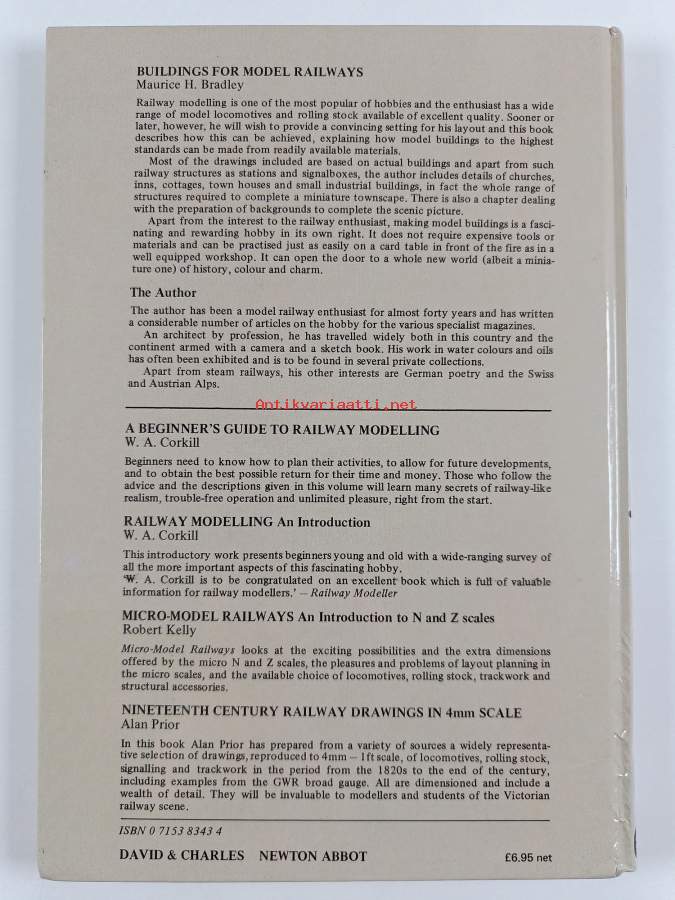 BUILDINGS FOR MODEL RAILWAYS
Maurice H. Bradley
Railway modelling is one of the most popular of hobbies and the enthusiast has a wide
range of model locomotives and rolling stock available of excellent quality. Sooner or
later, however, he will wish to provide a convincing setting for his layout and this book
describes how this can be achieved, explaining how model buildings to the highest
standards can be made from readily available materials.
Most of the drawings included are based on actual buildings and apart from such
railway structures as stations and signalboxes, the author includes details of churches,
inns, cottages, town houses and small industrial buildings, in fact the whole range of
structures required to complete a miniature townscape. There is also a chapter dealing
with the preparation of backgrounds to complete the scenic picture.
Apart from the interest to the railway enthusiast, making model buildings is a fasci-
nating and rewarding hobby in its own right. It does not require expensive tools or
materials and can be practised just as easily on a card table in front of the fire as in a
well equipped workshop. It can open the door to a whole new world (albeit a minia-
ture one) of history, colour and charm.
The Author
The author has been a model railway enthusiast for almost forty years and has written
a considerable number of articles on the hobby for the various specialist magazines.
An architect by profession, he has travelled widely both in this country and the
continent armed with a camera and a sketch book. His work in water colours and oils
has often been exhibited and is to be found in several private collections.
Apart from steam railways, his other interests are German poetry and the Swiss
and Austrian Alps.
Antikvariaatti.net
A BEGINNER'S GUIDE TO RAILWAY MODELLING
W. A. Corkill
Beginners need to know how to plan their activities, to allow for future developments,
and to obtain the best possible return for their time and money. Those who follow the
advice and the descriptions given in this volume will learn many secrets of railway-like
realism, trouble-free operation and unlimited pleasure, right from the start.
RAILWAY MODELLING An Introduction
W. A. Corkill
This introductory work presents beginners young and old with a wide-ranging survey of
all the more important aspects of this fascinating hobby.
'W. A. Corkill is to be congratulated on an excellent book which is full of valuable
information for railway modellers.' – Railway Modeller
MICRO-MODEL RAILWAYS An Introduction to N and Z scales
Robert Kelly
Micro-Model Railways looks at the exciting possibilities and the extra dimensions
offered by the micro N and Z scales, the pleasures and problems of layout planning in
the micro scales, and the available choice of locomotives, rolling stock, trackwork and
structural accessories.
NINETEENTH CENTURY RAILWAY DRAWINGS IN 4mm SCALE
Alan Prior
In this book Alan Prior has prepared from a variety of sources a widely representa-
tive selection of drawings, reproduced to 4mm – 1ft scale, of locomotives, rolling stock,
signalling and trackwork in the period from the 1820s to the end of the century,
including examples from the GWR broad gauge. All are dimensioned and include a
wealth of detail. They will be invaluable to modellers and students of the Victorian
railway scene.
ISBN 0 7153 8343 4
DAVID & CHARLES NEWTON ABBOT £6.95 net